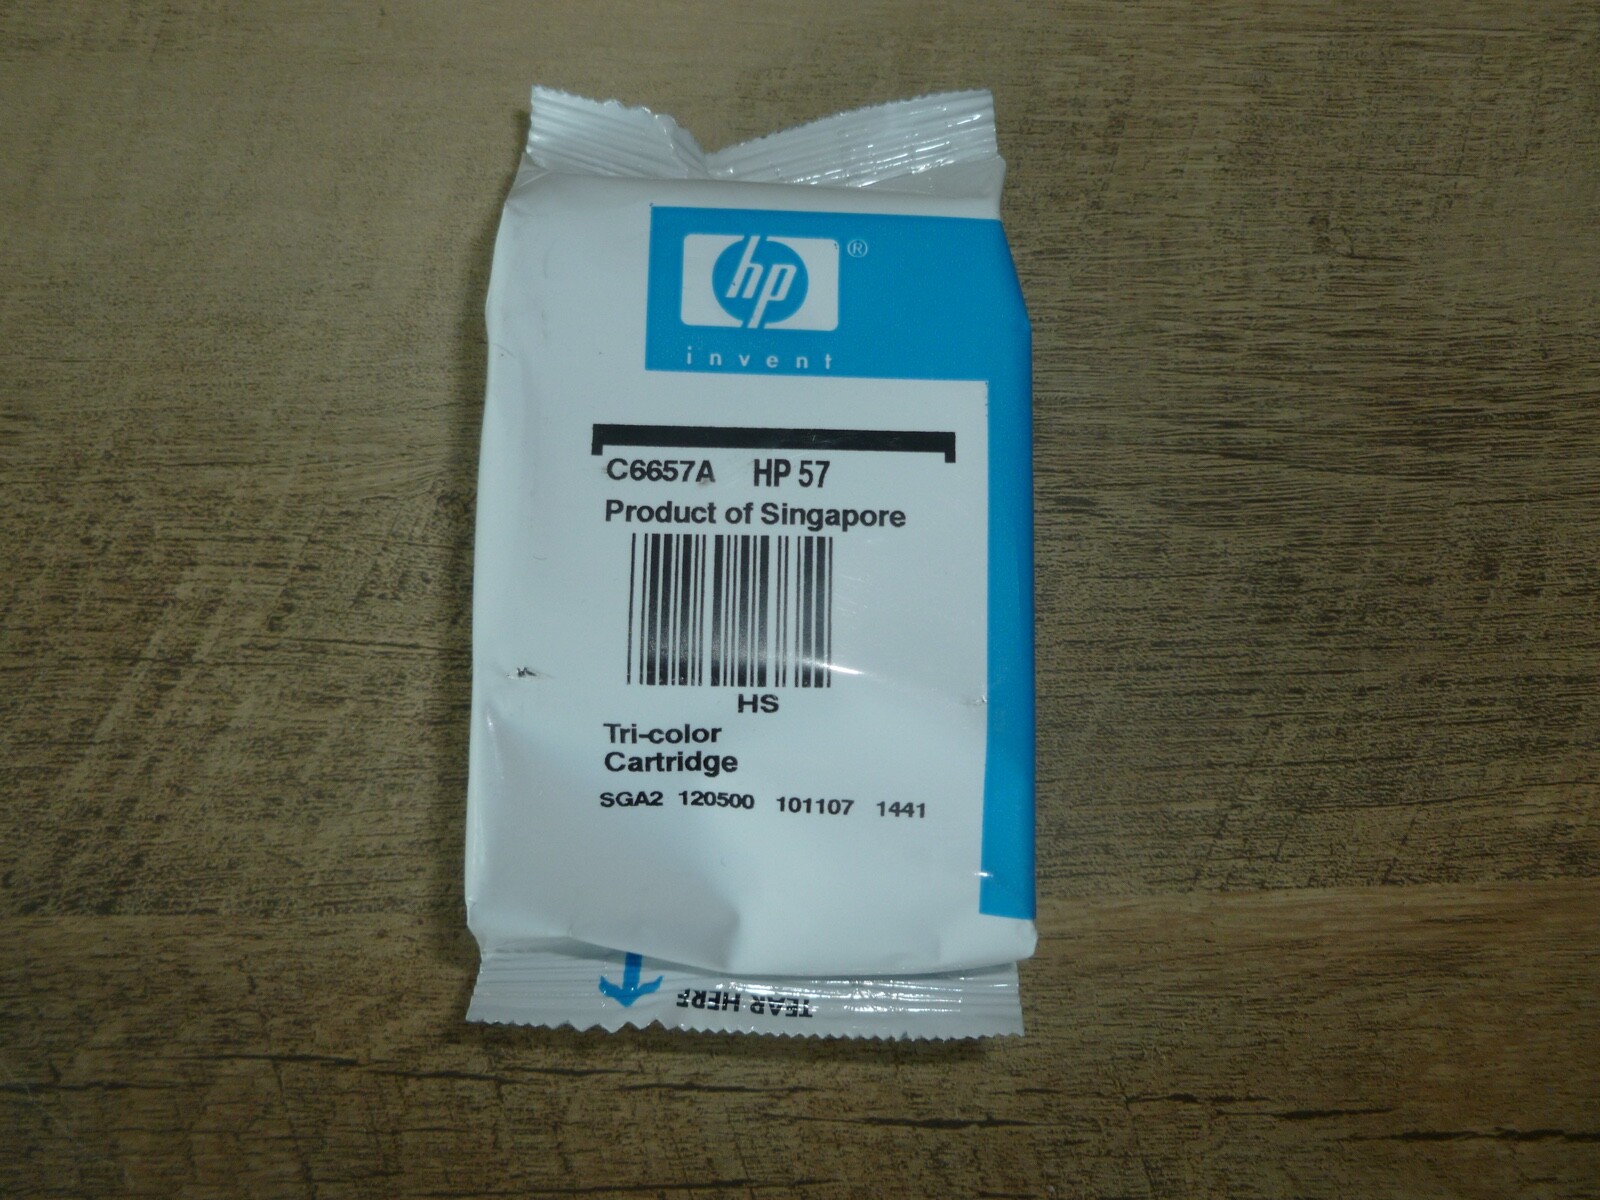 hp ®
invent
C6657A HP 57
Product of Singapore
HS
Tri-color
Cartridge
SGA2 120500 101107 1441
TEAR HERE